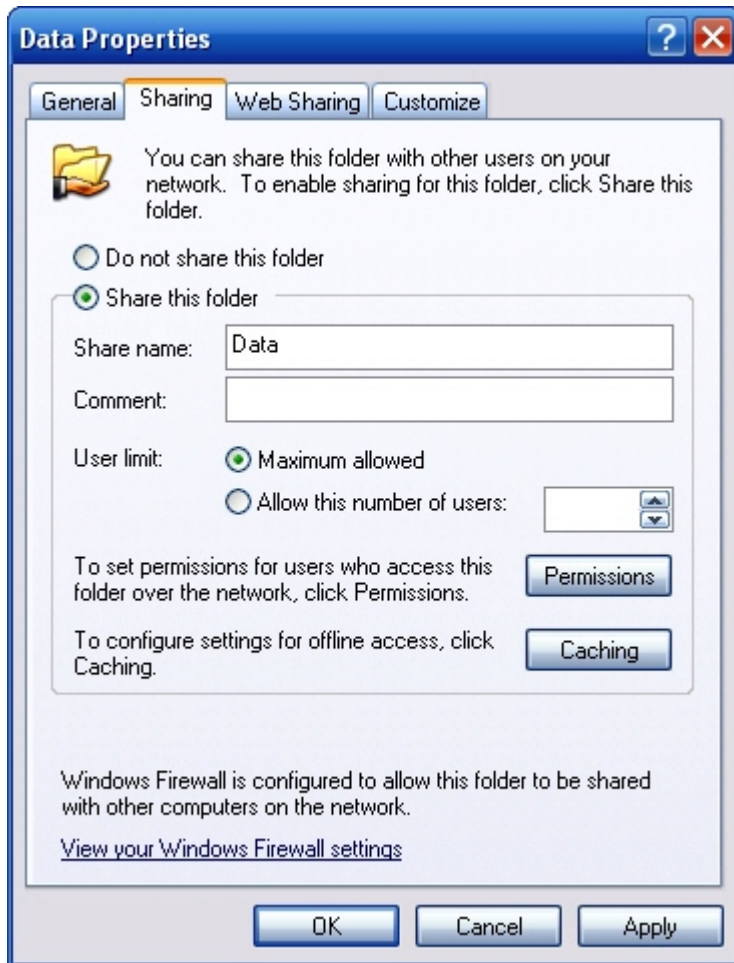 Data Properties
General Sharing Web Sharing Customize
You can share this folder with other users on your
network. To enable sharing for this folder, click Share this
folder.
Do not share this folder
Share this folder
Share name: Data
Comment:
User limit: Maximum allowed
Allow this number of users:
To set permissions for users who access this
folder over the network, click Permissions.
Permissions
To configure settings for offline access, click
Caching.
Caching
Windows Firewall is configured to allow this folder to be shared
with other computers on the network.
View your Windows Firewall settings
OK Cancel Apply